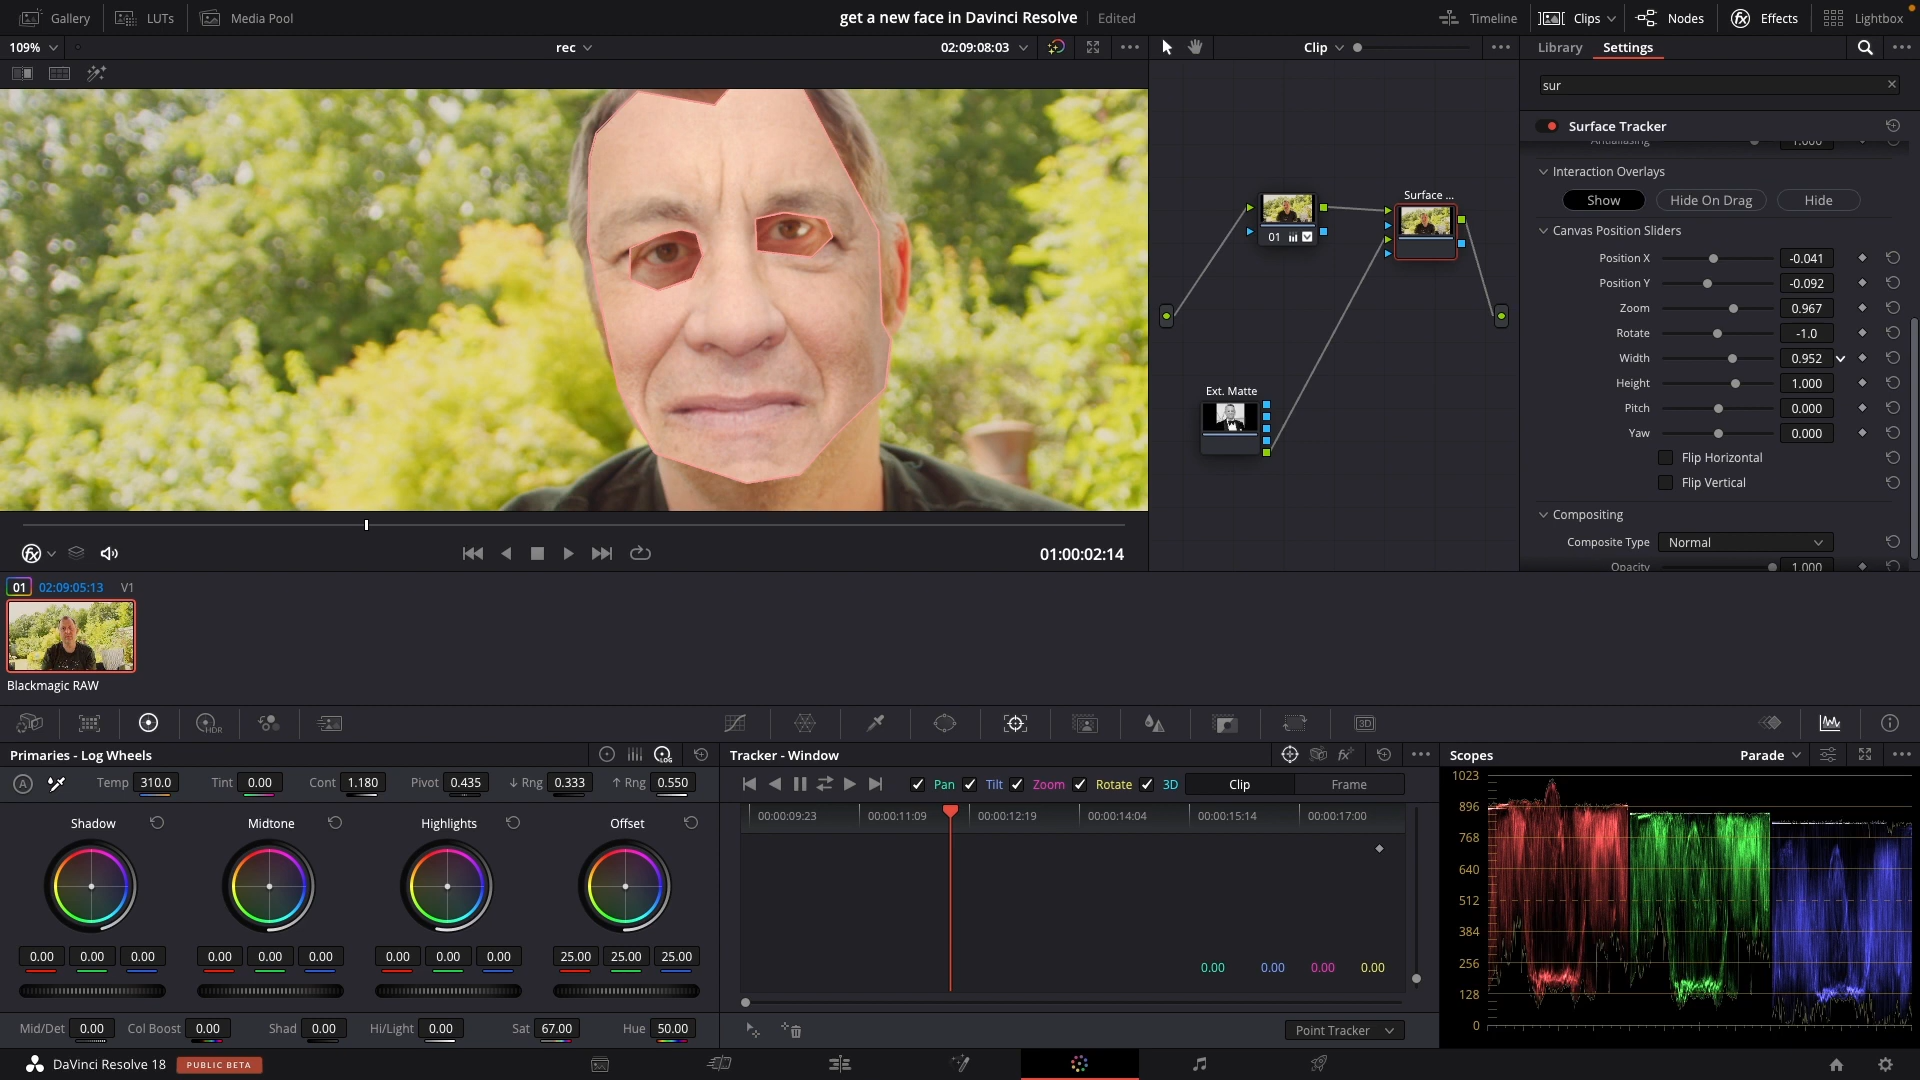 Gallery LUTs Media Pool get a new face in Davinci Resolve Edited Timeline Clips Nodes Effects Lightbox
109% rec 02:09:08:03 Clip Library Settings
sur
Surface Tracker
Antialiasing 1.000
Interaction Overlays
Show Hide On Drag Hide
Surface ...
Canvas Position Sliders
01
Position X -0.041
Position Y -0.092
Zoom 0.967
Rotate -1.0
Width 0.952
Height 1.000
Ext. Matte
Pitch 0.000
Yaw 0.000
Flip Horizontal
Flip Vertical
Compositing
Composite Type Normal
Opacity 1.000
01:00:02:14
01 02:09:05:13 V1
Blackmagic RAW
HDR
3D
Primaries - Log Wheels LOG
Tracker - Window
Scopes Parade
A Temp 310.0 Tint 0.00 Cont 1.180 Pivot 0.435 ↓ Rng 0.333 ↑ Rng 0.550
Pan Tilt Zoom Rotate 3D Clip Frame
Shadow Midtone Highlights Offset
00:00:09:23 00:00:11:09 00:00:12:19 00:00:14:04 00:00:15:14 00:00:17:00
0.00 0.00 0.00 0.00 0.00 0.00 0.00 0.00 0.00 25.00 25.00 25.00
0.00 0.00 0.00 0.00
Mid/Det 0.00 Col Boost 0.00 Shad 0.00 Hi/Light 0.00 Sat 67.00 Hue 50.00
Point Tracker
1023
896
768
640
512
384
256
128
0
DaVinci Resolve 18 PUBLIC BETA